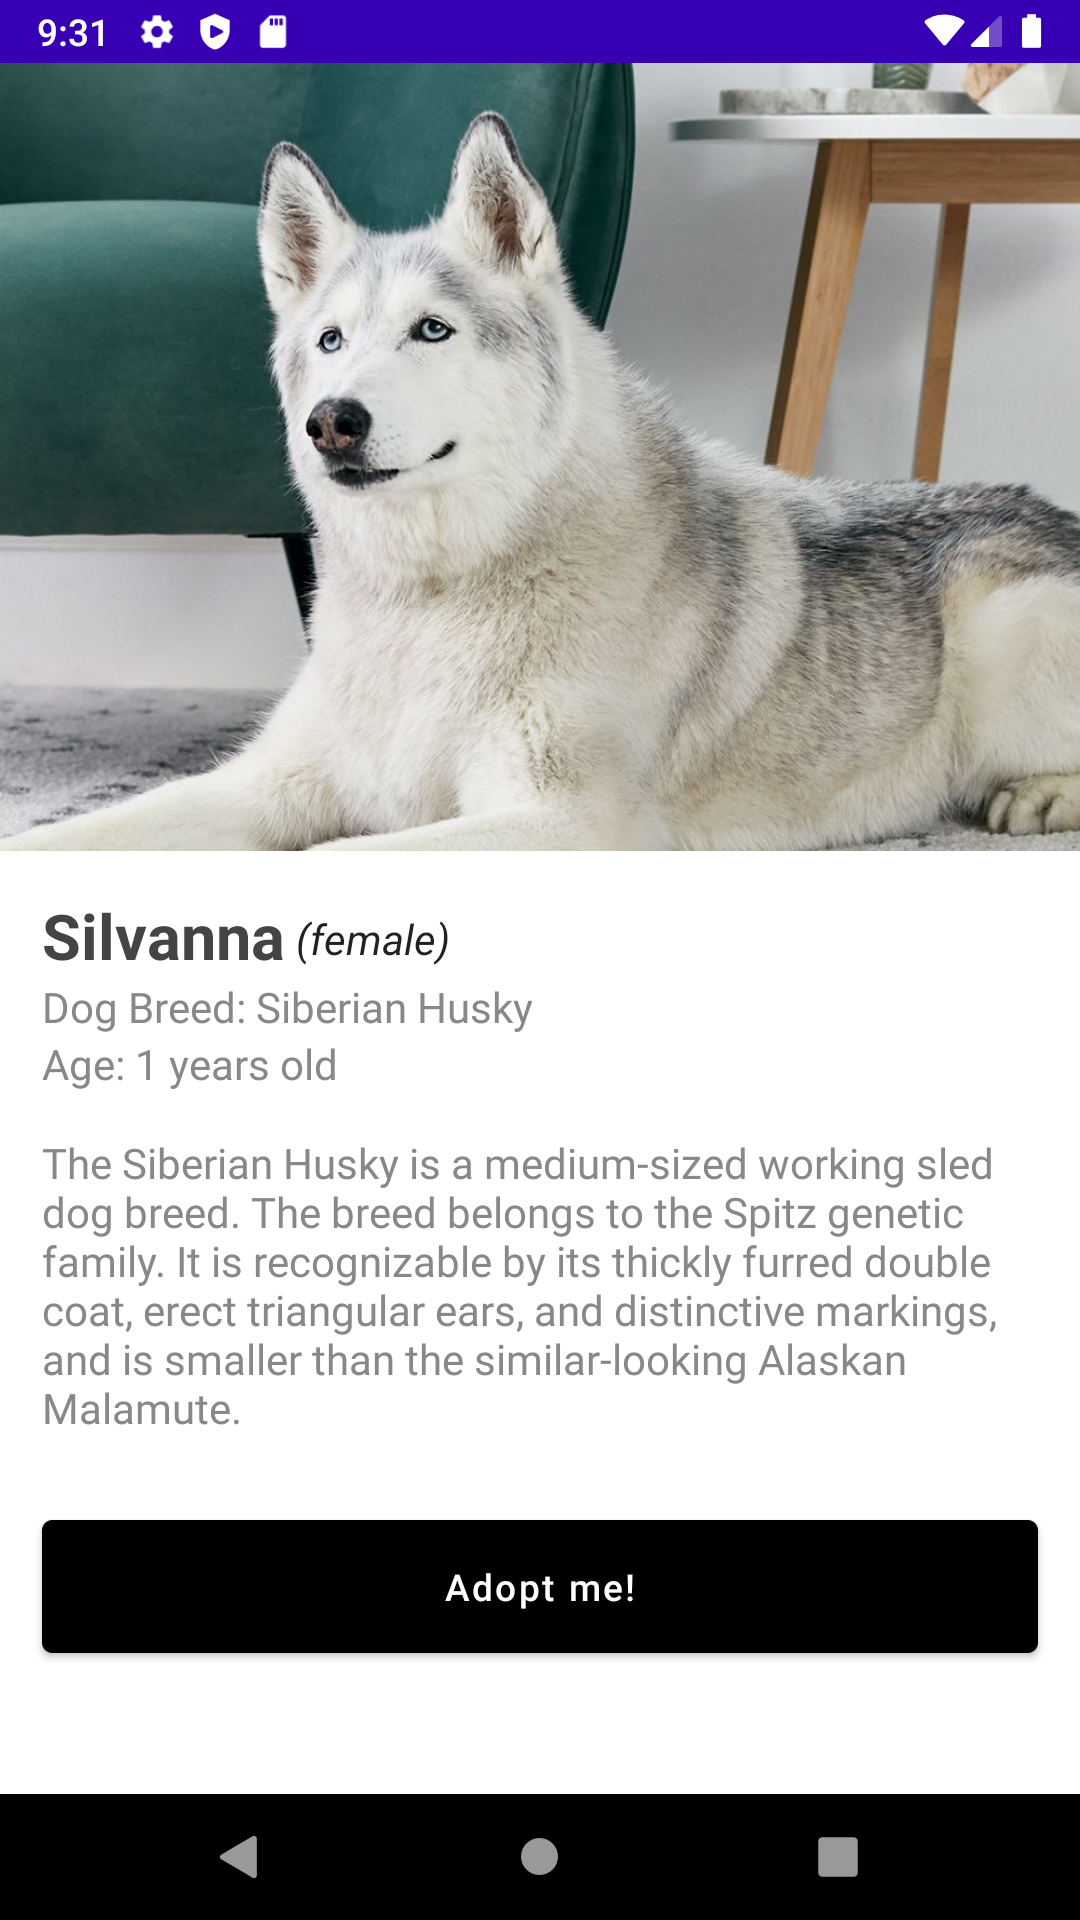 9:31
Silvanna (female)
Dog Breed: Siberian Husky
Age: 1 years old
The Siberian Husky is a medium-sized working sled
dog breed. The breed belongs to the Spitz genetic
family. It is recognizable by its thickly furred double
coat, erect triangular ears, and distinctive markings,
and is smaller than the similar-looking Alaskan
Malamute.
Adopt me!